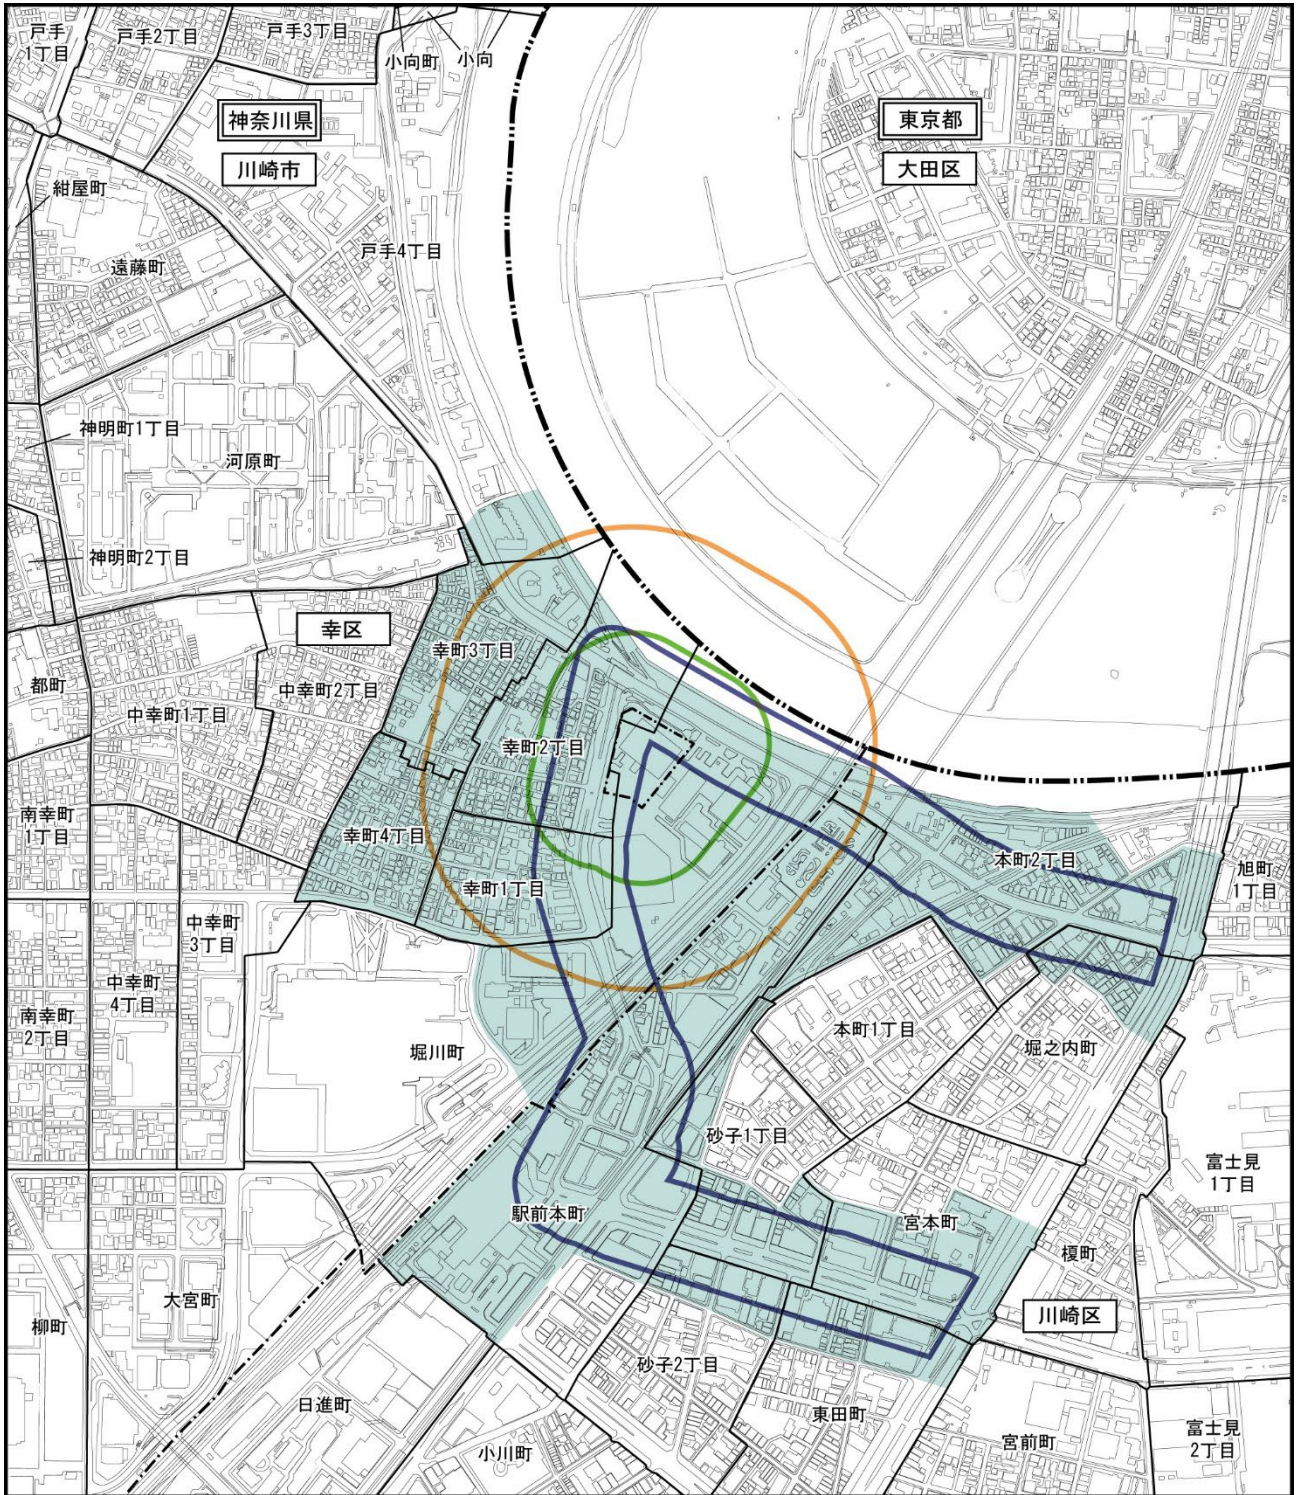 戸手
1丁目
戸手2丁目
戸手3丁目
小向町
小向
神奈川県
川崎市
東京都
大田区
紺屋町
遠藤町
戸手4丁目
神明町1丁目
河原町
神明町2丁目
幸区
都町
中幸町1丁目
中幸町2丁目
幸町3丁目
幸町2丁目
南幸町
1丁目
幸町4丁目
幸町1丁目
本町2丁目
旭町
1丁目
中幸町
3丁目
中幸町
4丁目
南幸町
2丁目
堀川町
本町1丁目
堀之内町
砂子1丁目
富士見
1丁目
駅前本町
宮本町
榎町
大宮町
柳町
川崎区
砂子2丁目
日進町
東田町
小川町
宮前町
富士見
2丁目